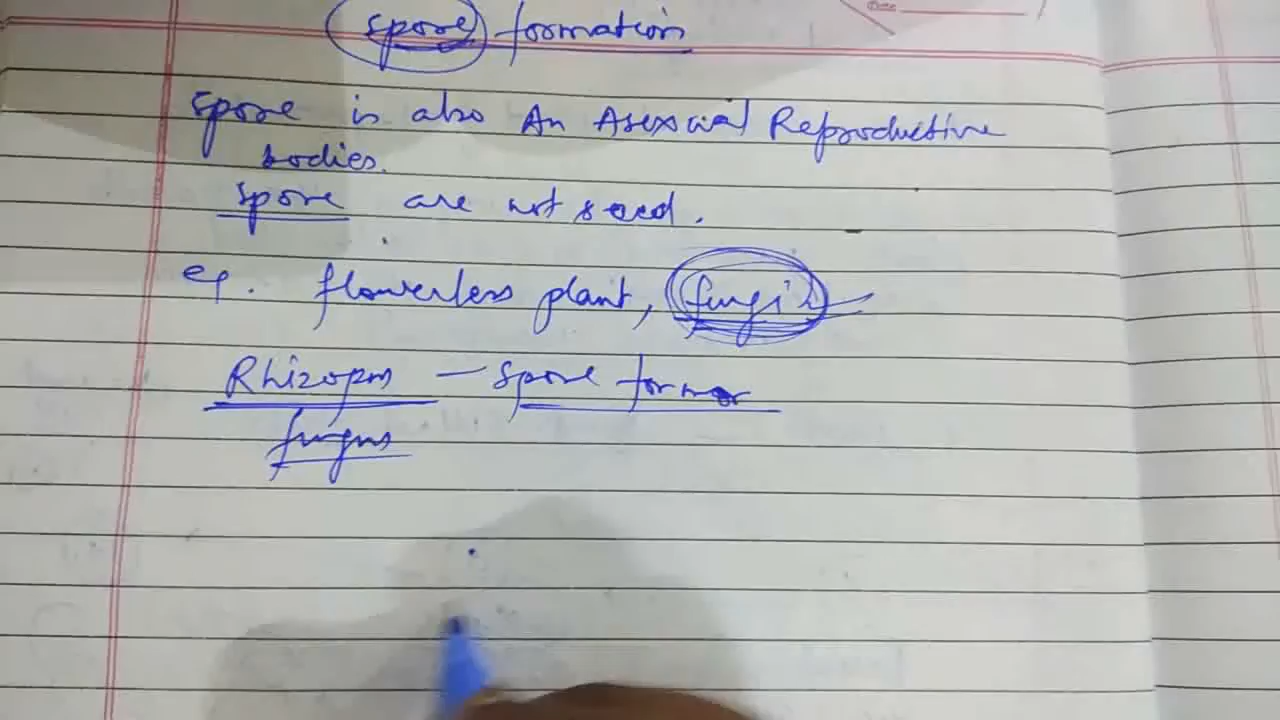 spore formation
Date
spore is also An Asexual Reproductive
bodies.
spore are not seed.
eg. flowerless plant, fungi
Rhizopus - spore former
fungus